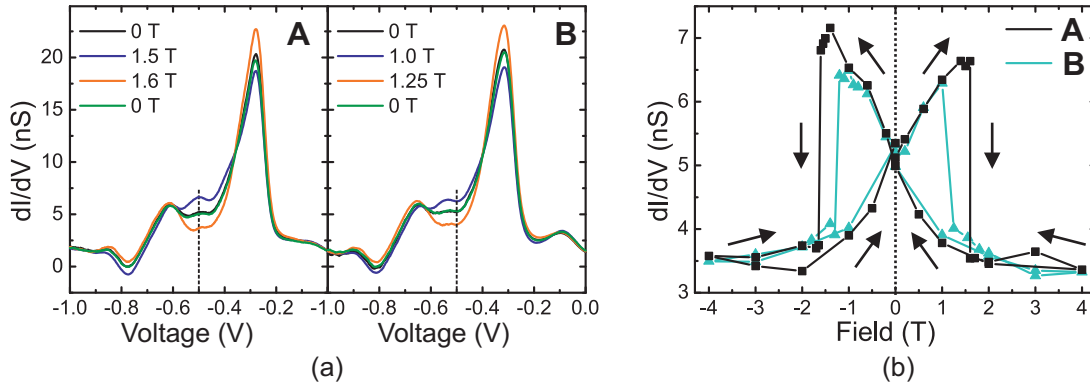 A
0 T
1.5 T
1.6 T
0 T
B
0 T
1.0 T
1.25 T
0 T
dI/dV (nS)
20
15
10
5
0
-1.0 -0.8 -0.6 -0.4 -0.2 -1.0 -0.8 -0.6 -0.4 -0.2 0.0
Voltage (V) Voltage (V)
(a)
A
B
dI/dV (nS)
7
6
5
4
3
-4 -3 -2 -1 0 1 2 3 4
Field (T)
(b)